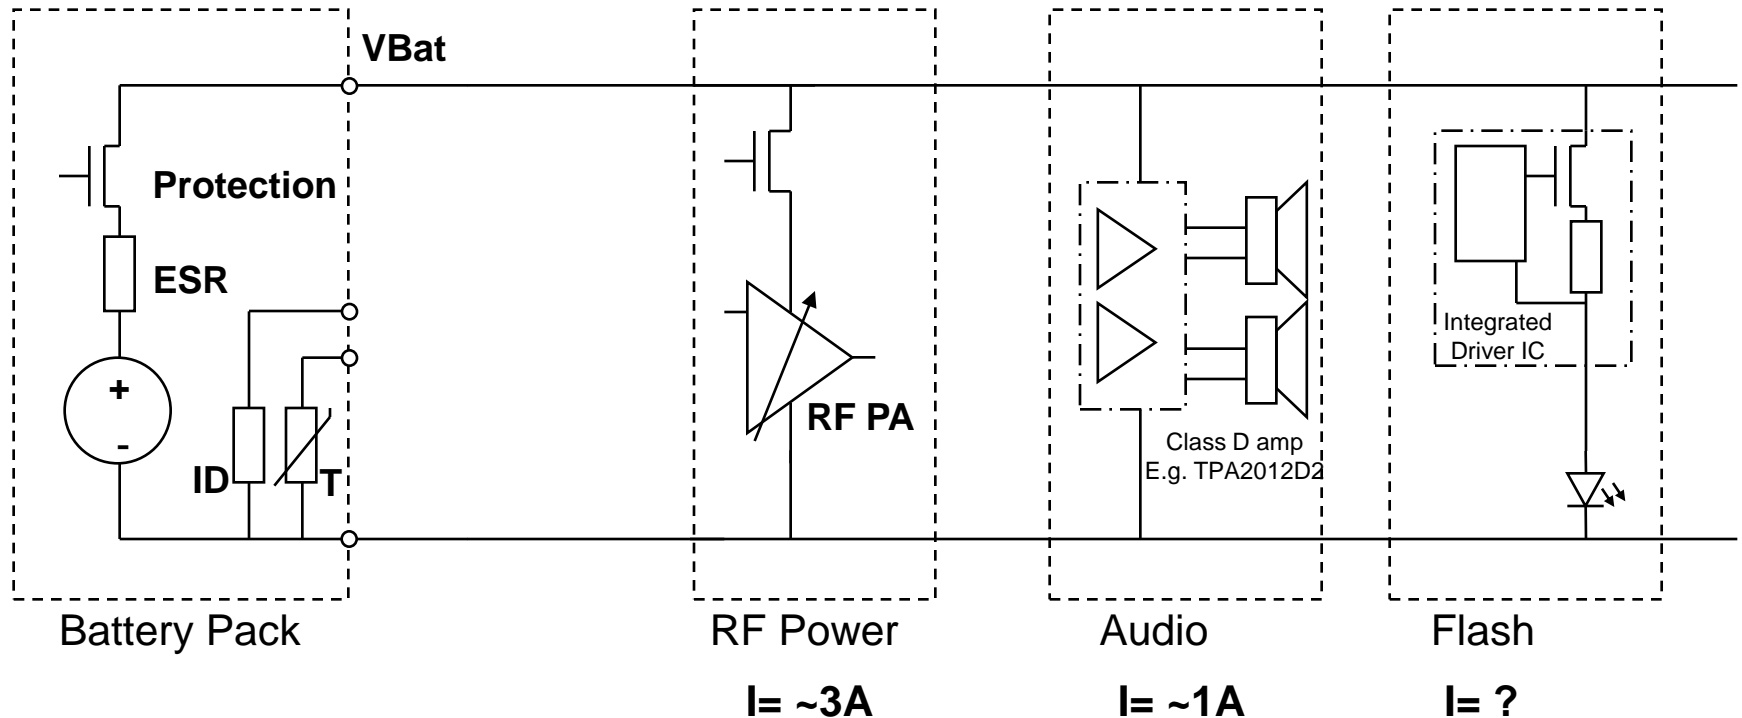 VBat
Protection
ESR
+
-
ID
T
RF PA
Class D amp
E.g. TPA2012D2
Integrated
Driver IC
Battery Pack
RF Power
Audio
Flash
I= ~3A
I= ~1A
I= ?